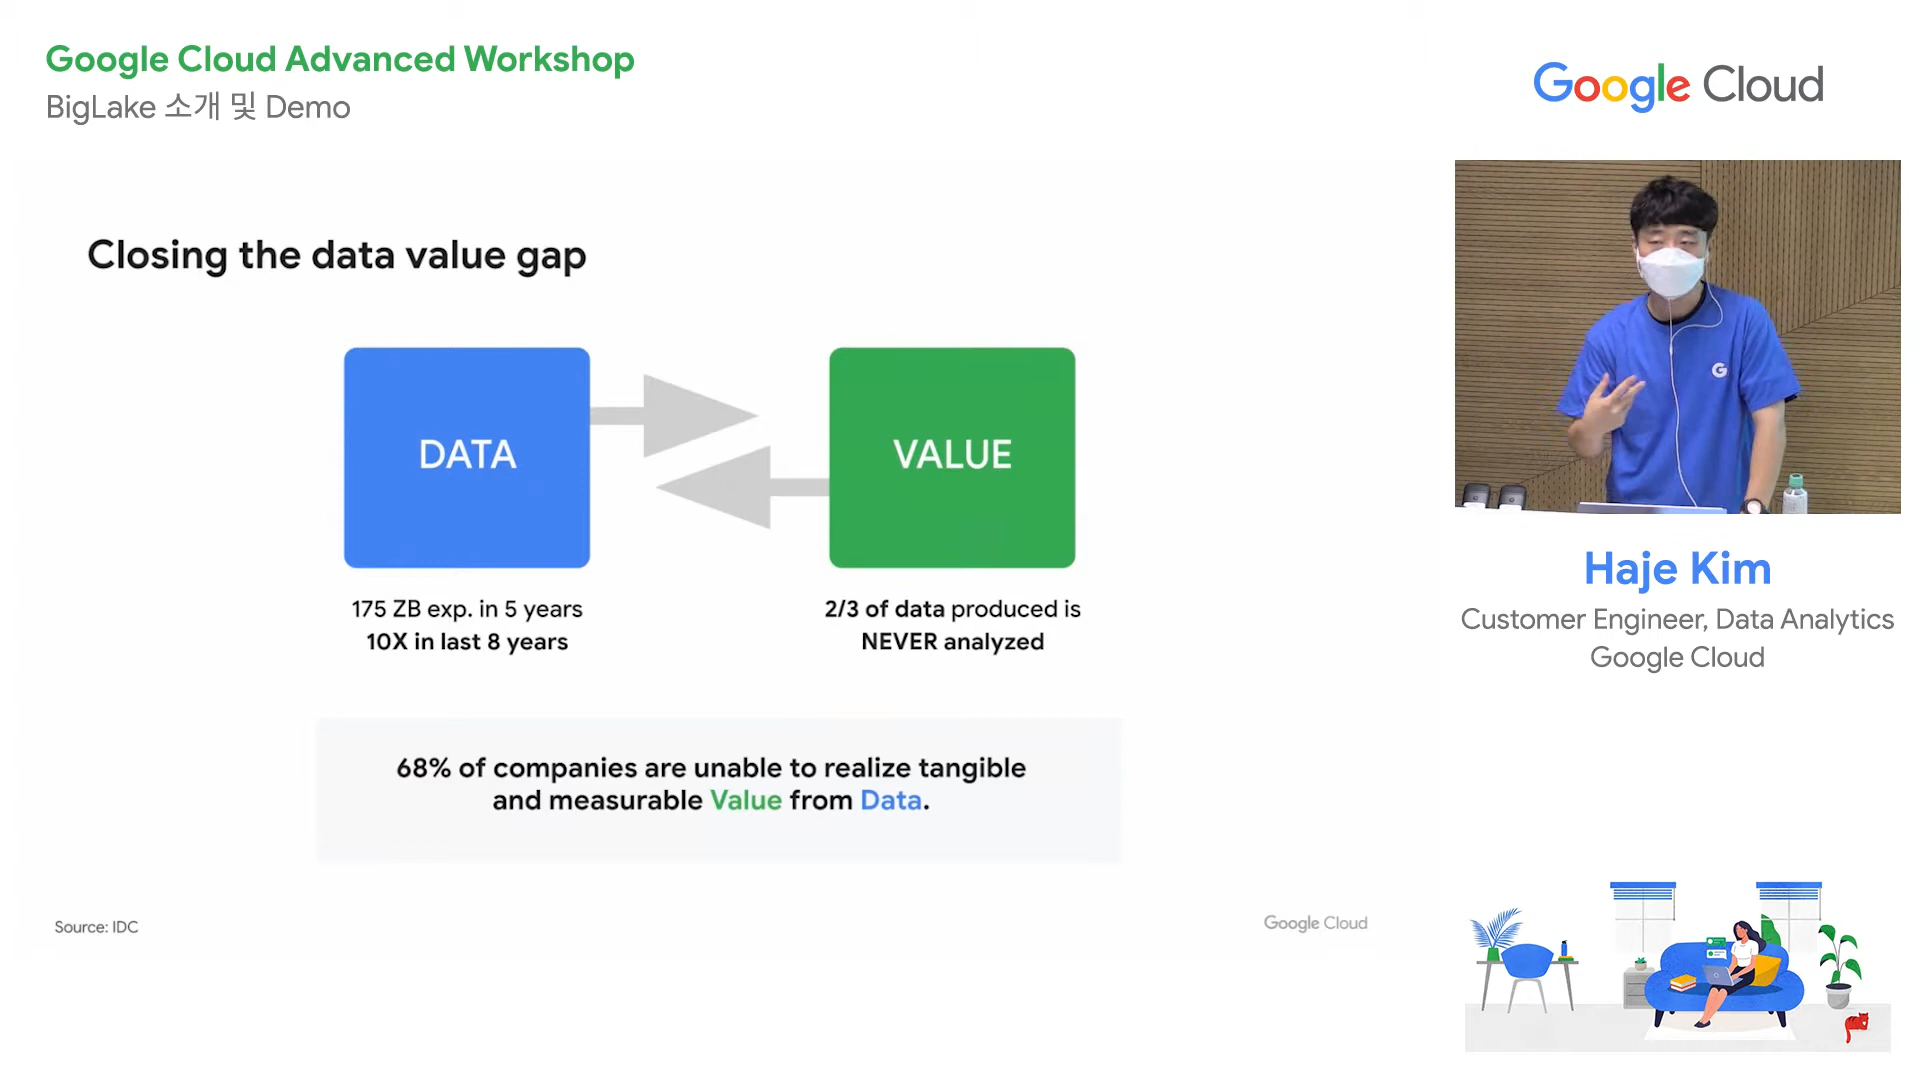 Google Cloud Advanced Workshop
BigLake 소개 및 Demo
Google Cloud
Closing the data value gap
DATA
VALUE
175 ZB exp. in 5 years
10X in last 8 years
2/3 of data produced is
NEVER analyzed
68% of companies are unable to realize tangible
and measurable Value from Data.
Source: IDC
Google Cloud
G
Haje Kim
Customer Engineer, Data Analytics
Google Cloud